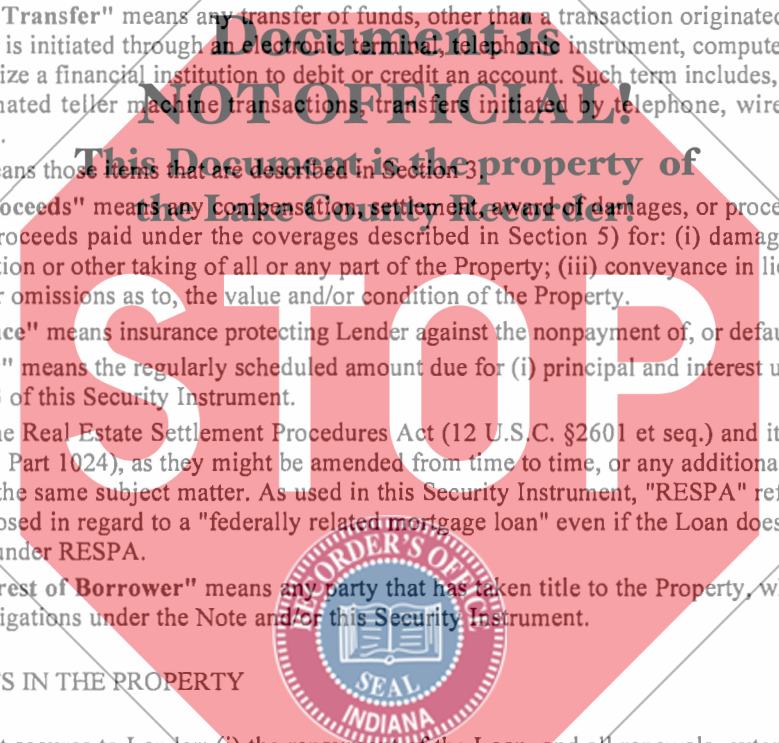 Transfer" means any transfer of funds, other than a transaction originated
Document is
is initiated through an electronic terminal, telephonic instrument, compute
ize a financial institution to debit or credit an account. Such term includes,
NOT OFFICIAL!
nated teller machine transactions, transfers initiated by telephone, wire
.
This Document is the property of
eans those items that are described in Section 3.
the Lake County Recorder!
oceeds" means any compensation, settlement, award of damages, or proce
roceeds paid under the coverages described in Section 5) for: (i) damag
tion or other taking of all or any part of the Property; (iii) conveyance in lie
r omissions as to, the value and/or condition of the Property.
STOP
ce" means insurance protecting Lender against the nonpayment of, or defau
" means the regularly scheduled amount due for (i) principal and interest u
of this Security Instrument.
e Real Estate Settlement Procedures Act (12 U.S.C. §2601 et seq.) and it
Part 1024), as they might be amended from time to time, or any additiona
the same subject matter. As used in this Security Instrument, "RESPA" ref
osed in regard to a "federally related mortgage loan" even if the Loan does
under RESPA.
rest of Borrower" means any party that has taken title to the Property, w
igations under the Note and/or this Security Instrument.
RECORDER'S OFFICE
SEAL
INDIANA
S IN THE PROPERTY